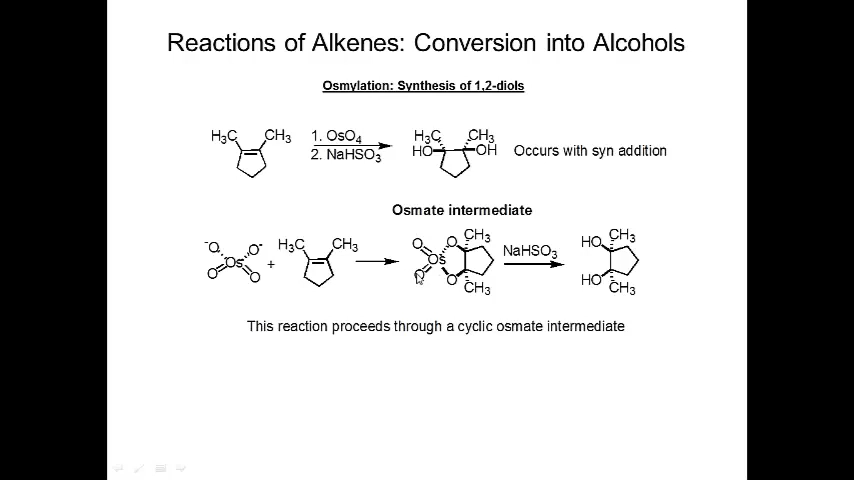 Reactions of Alkenes: Conversion into Alcohols
Osmylation: Synthesis of 1,2-diols
H₃C CH₃ 1. OsO₄ H₃C CH₃
2. NaHSO₃ HO OH Occurs with syn addition
Osmate intermediate
⁻O O⁻ H₃C CH₃ O O CH₃ NaHSO₃ HO CH₃
Os + Os
O O O O CH₃ HO CH₃
This reaction proceeds through a cyclic osmate intermediate